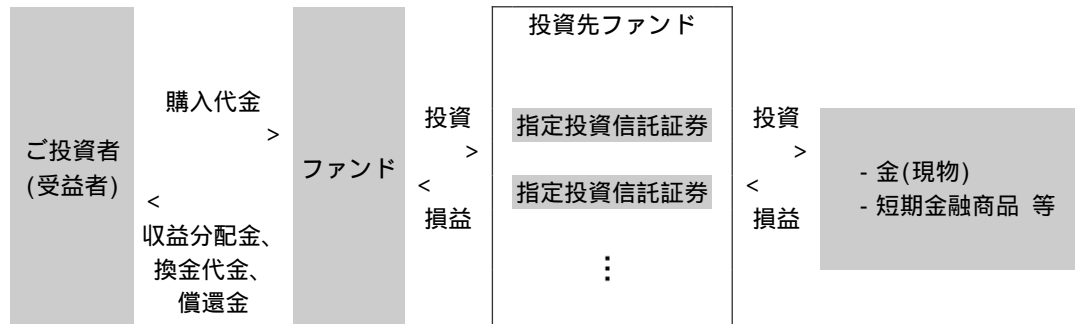 ご投資者
(受益者)
購入代金
>
<
収益分配金、
換金代金、
償還金
ファンド
投資
>
<
損益
投資先ファンド
指定投資信託証券
指定投資信託証券
⋮
投資
>
<
損益
- 金(現物)
- 短期金融商品 等